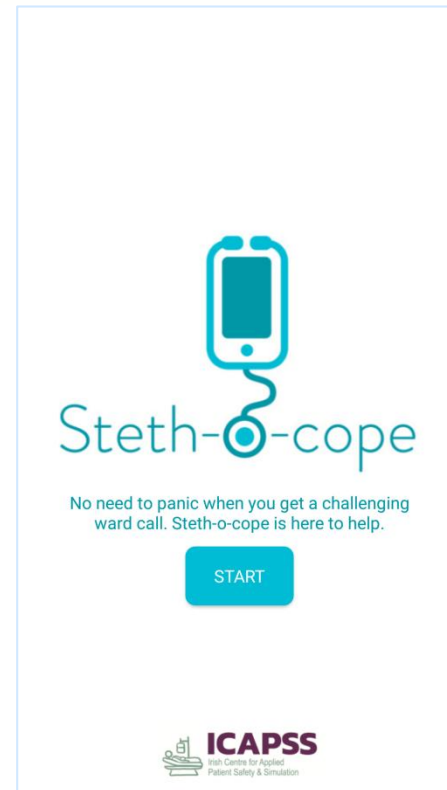 Steth-o-cope
No need to panic when you get a challenging
ward call. Steth-o-cope is here to help.
START
ICAPSS
Irish Centre for Applied
Patient Safety & Simulation